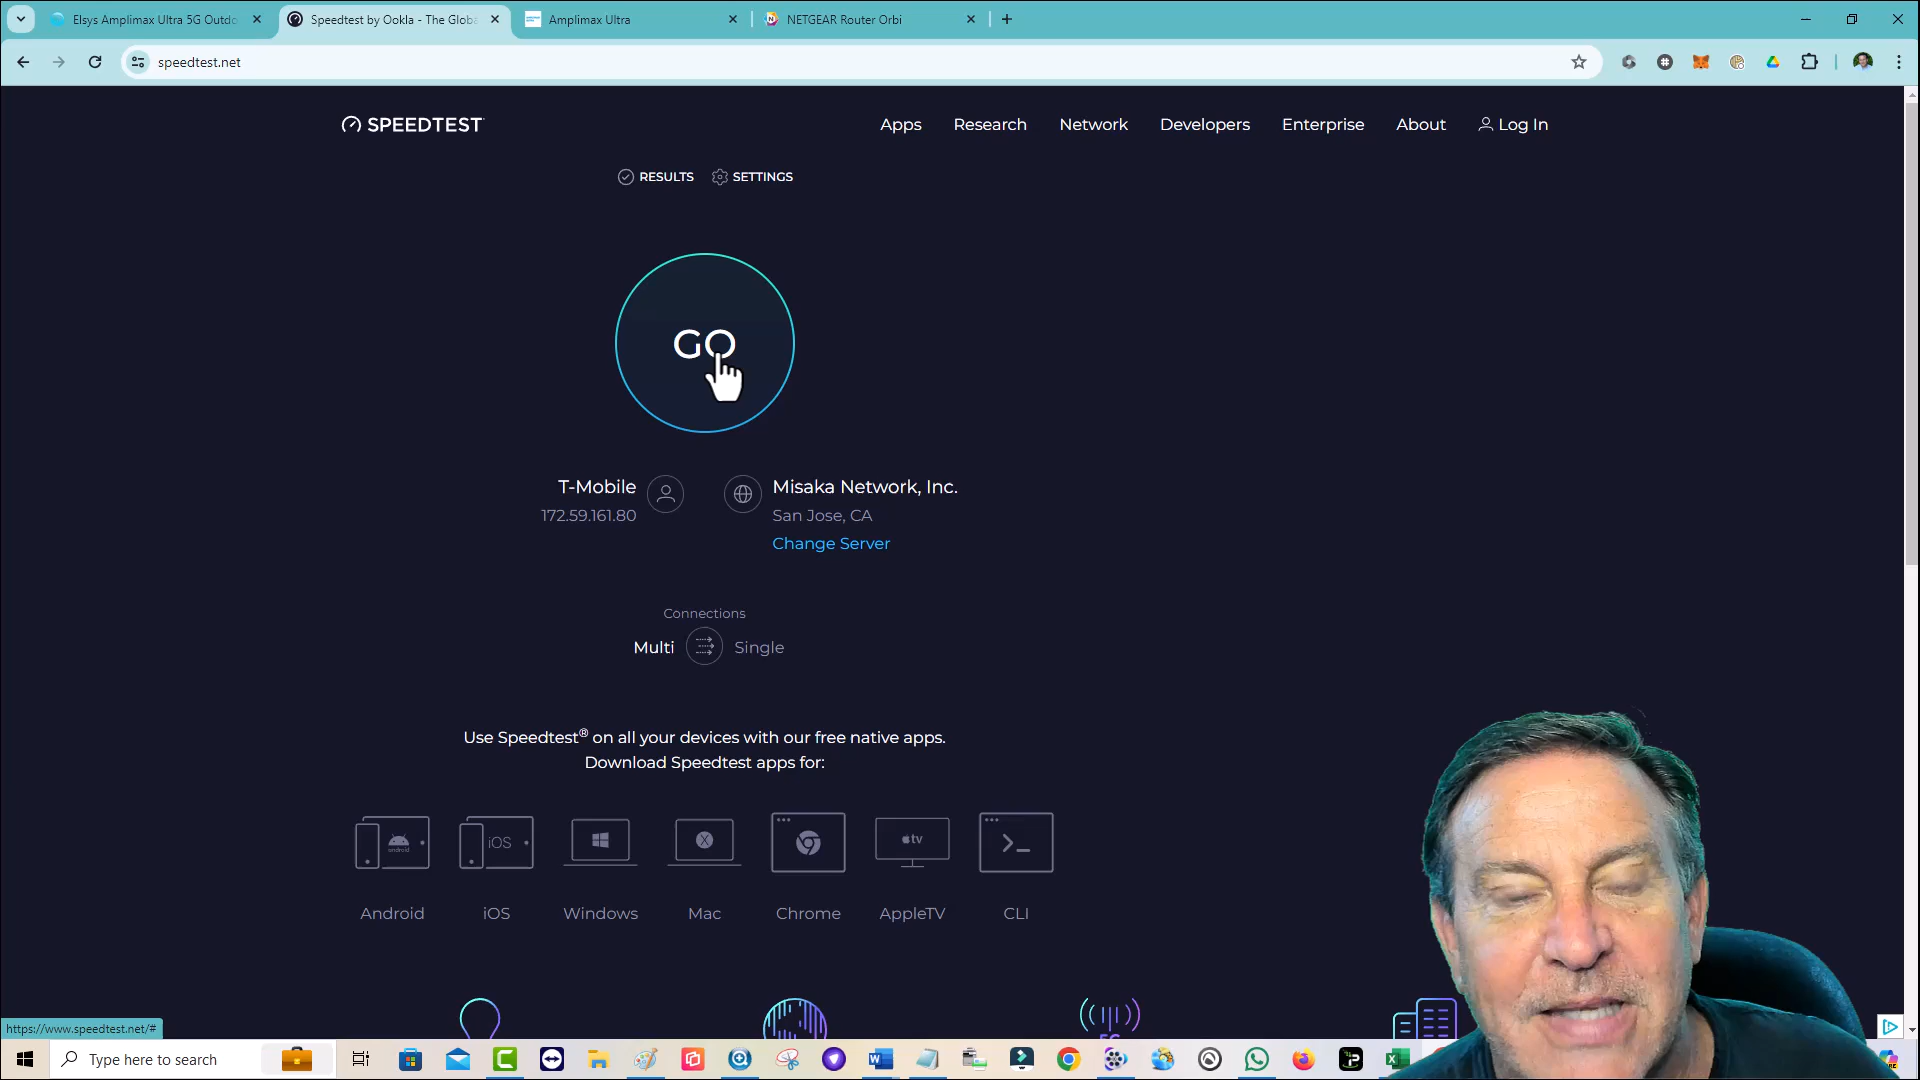 Elsys Amplimax Ultra 5G Outdo
Speedtest by Ookla - The Globa
Amplimax Ultra
NETGEAR Router Orbi
speedtest.net
SPEEDTEST
Apps Research Network Developers Enterprise About Log In
RESULTS SETTINGS
GO
T-Mobile
172.59.161.80
Misaka Network, Inc.
San Jose, CA
Change Server
Connections
Multi Single
Use Speedtest® on all your devices with our free native apps.
Download Speedtest apps for:
android
iOS
X
tv
Android iOS Windows Mac Chrome AppleTV CLI
https://www.speedtest.net/#
Type here to search